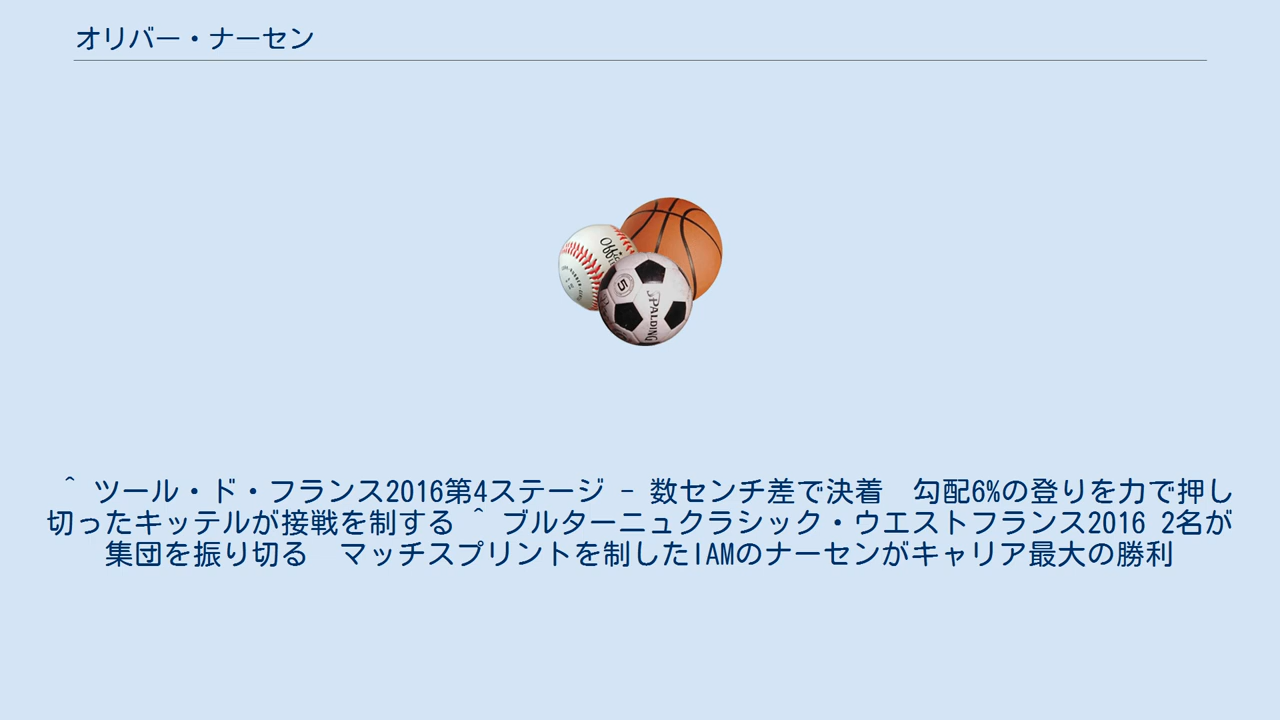 オリバー・ナーセン
Offic
5
SPALDING
^ ツール・ド・フランス2016第4ステージ - 数センチ差で決着　勾配6%の登りを力で押し
切ったキッテルが接戦を制する ^ ブルターニュクラシック・ウエストフランス2016 2名が
集団を振り切る　マッチスプリントを制したIAMのナーセンがキャリア最大の勝利